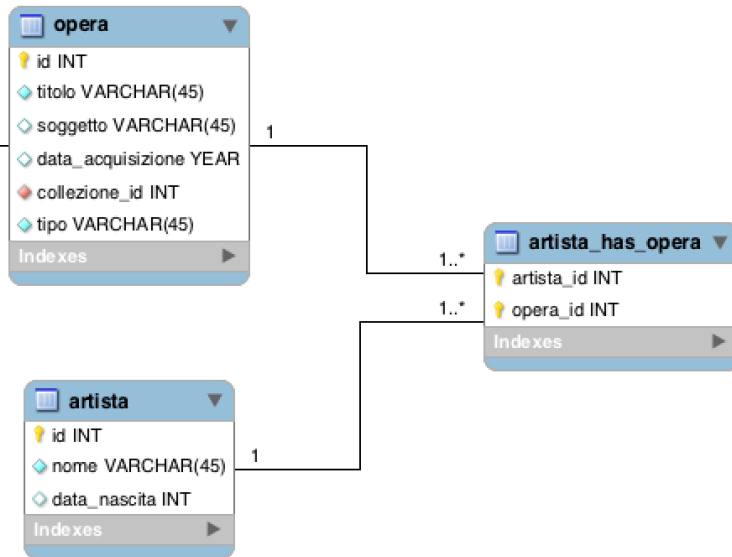 opera
id INT
titolo VARCHAR(45)
soggetto VARCHAR(45)
data_acquisizione YEAR
collezione_id INT
tipo VARCHAR(45)
Indexes
1
1..*
artista_has_opera
artista_id INT
opera_id INT
Indexes
1..*
artista
id INT
nome VARCHAR(45)
data_nascita INT
Indexes
1